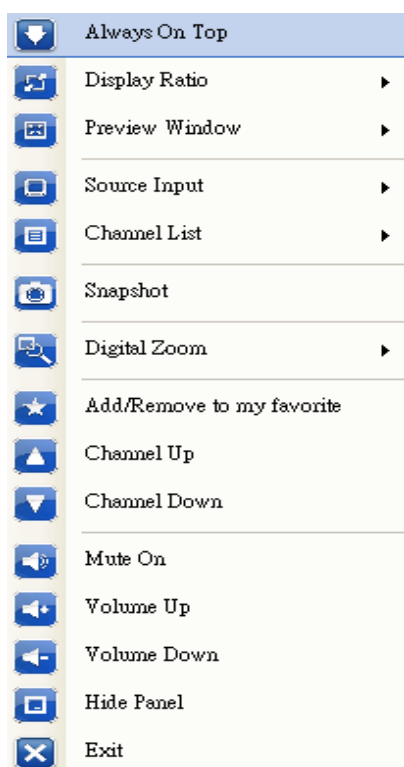 Always On Top
Display Ratio
Preview Window
Source Input
Channel List
Snapshot
Digital Zoom
Add/Remove to my favorite
Channel Up
Channel Down
Mute On
Volume Up
Volume Down
Hide Panel
Exit